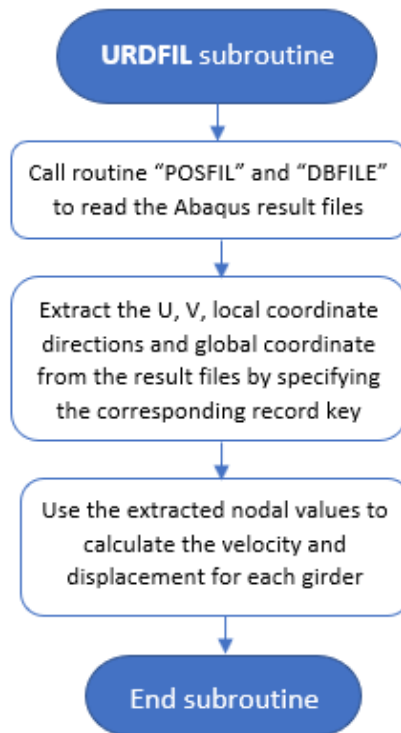 URDFIL subroutine
Call routine “POSFIL” and “DBFILE”
to read the Abaqus result files
Extract the U, V, local coordinate
directions and global coordinate
from the result files by specifying
the corresponding record key
Use the extracted nodal values to
calculate the velocity and
displacement for each girder
End subroutine